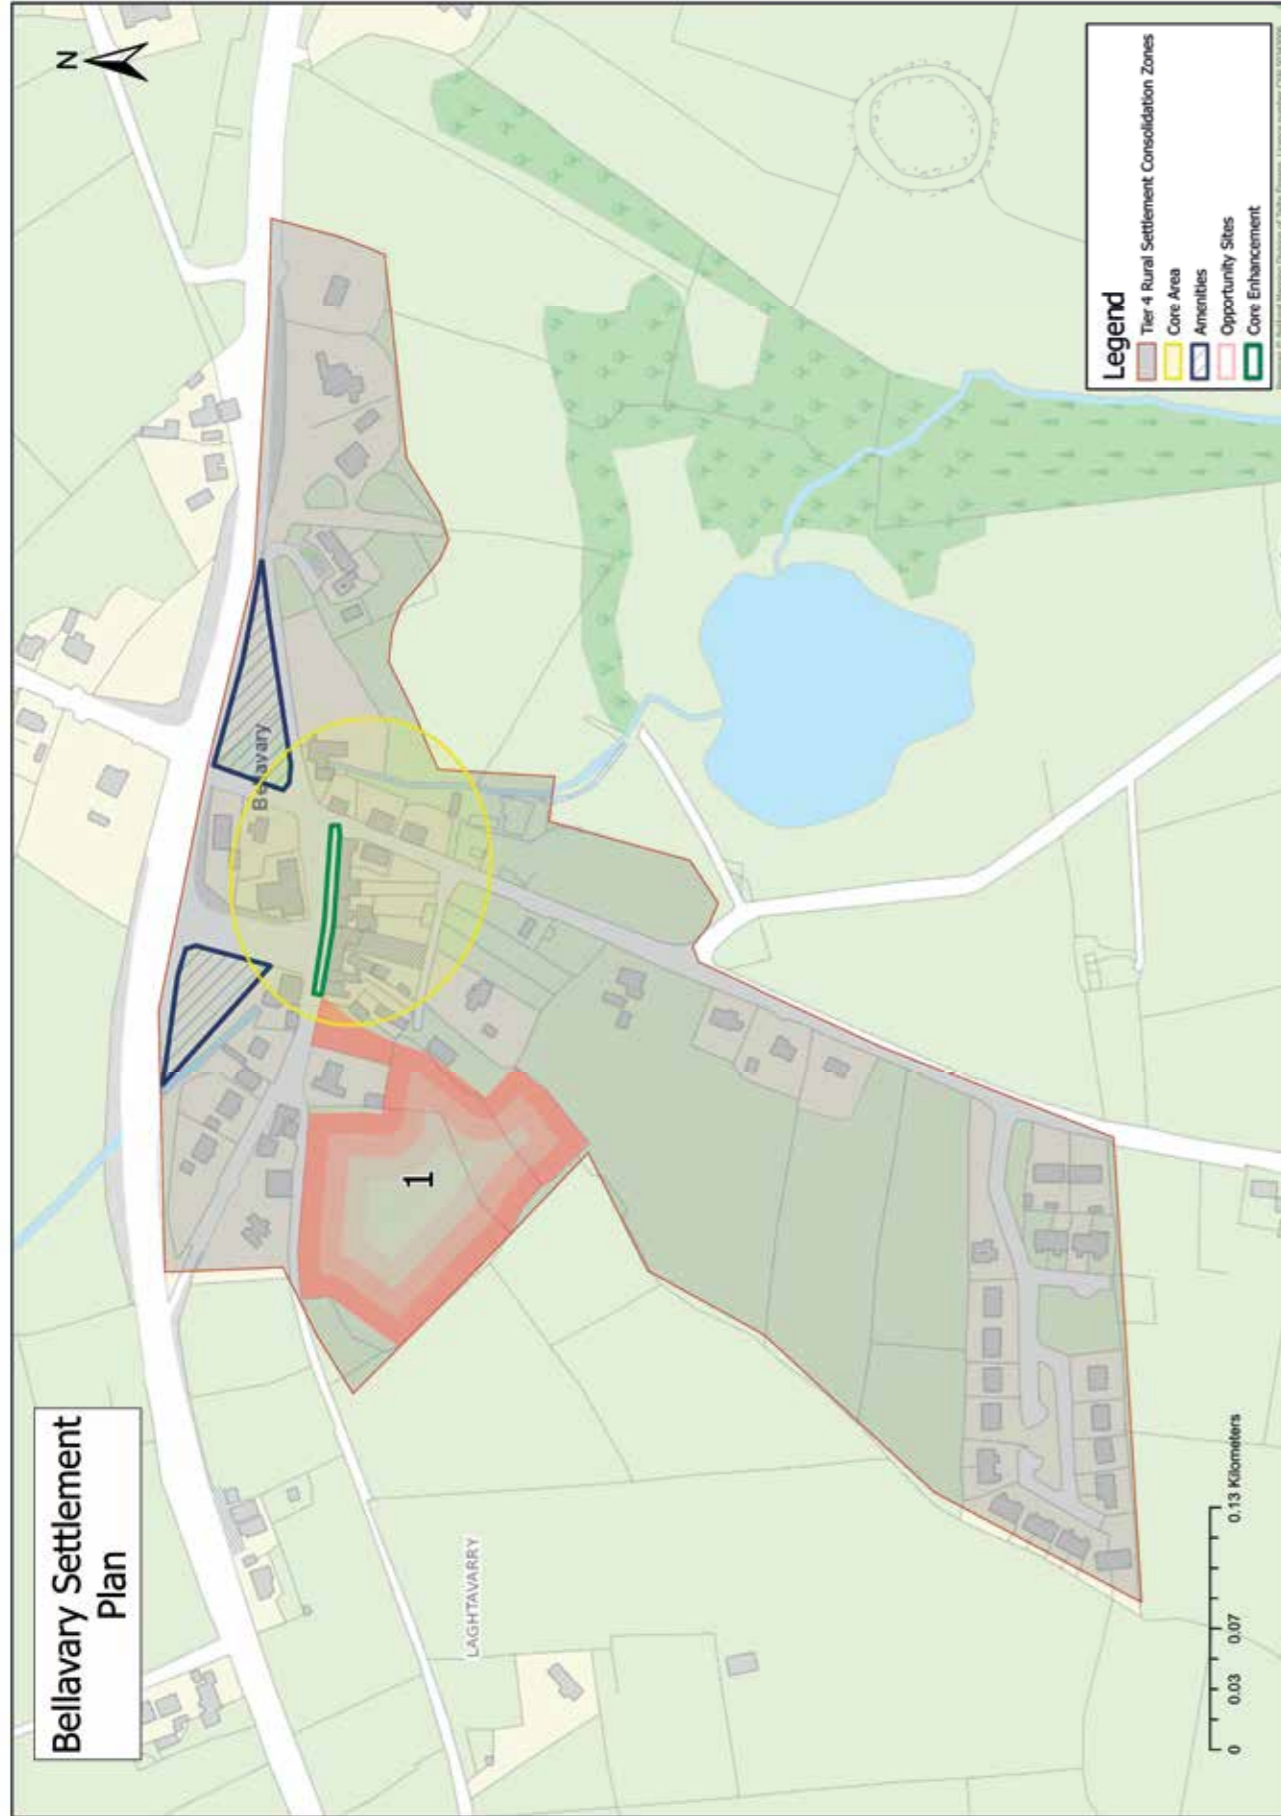 Bellavary Settlement
Plan
N
Bellavary
1
LAGHTAVARRY
0
0.03
0.07
0.13 Kilometers
Legend
Tier 4 Rural Settlement Consolidation Zones
Core Area
Amenities
Opportunity Sites
Core Enhancement